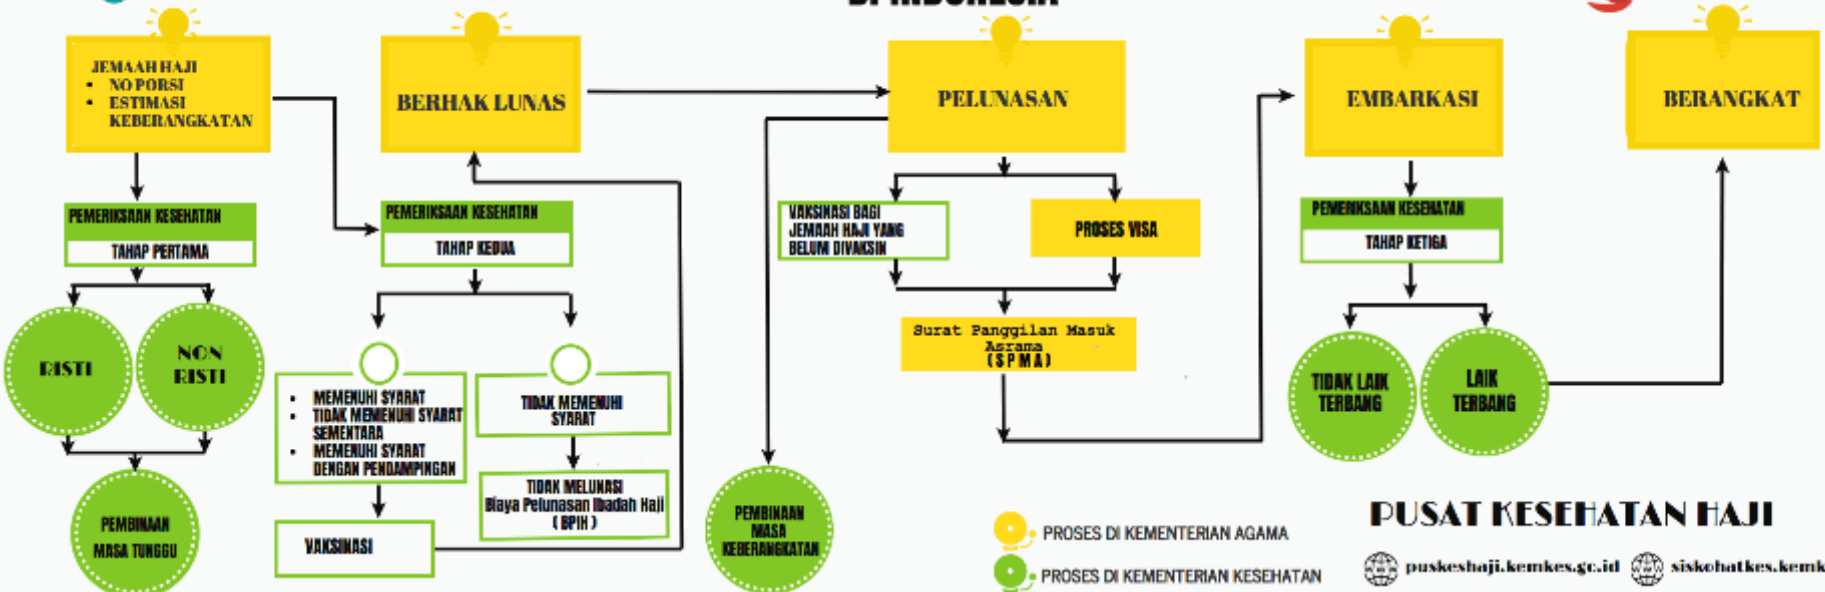 DI INDONESIA
JEMAAH HAJI
• NO PORSI
• ESTIMASI
KEBERANGKATAN
BERHAK LUNAS
PELUNASAN
EMBARKASI
BERANGKAT
PEMERIKSAAN KESEHATAN
TAHAP PERTAMA
PEMERIKSAAN KESEHATAN
TAHAP KEDUA
VAKSINASI BAGI
JEMAAH HAJI YANG
BELUM DIVAKSIN
PROSES VISA
PEMERIKSAAN KESEHATAN
TAHAP KETIGA
RISTI
NON
RISTI
Surat Panggilan Masuk
Asrama
(SPMA)
• MEMENUHI SYARAT
• TIDAK MEMENUHI SYARAT
SEMENTARA
• MEMENUHI SYARAT
DENGAN PENDAMPINGAN
TIDAK MEMENUHI
SYARAT
TIDAK LAIK
TERBANG
LAIK
TERBANG
TIDAK MELUNASI
Biaya Pelunasan Ibadah Haji
( BPIH )
PEMBINAAN
MASA TUNGGU
VAKSINASI
PEMBINAAN
MASA
KEBERANGKATAN
PROSES DI KEMENTERIAN AGAMA
PROSES DI KEMENTERIAN KESEHATAN
PUSAT KESEHATAN HAJI
puskeshaji.kemkes.go.id
siskohatkes.kemk